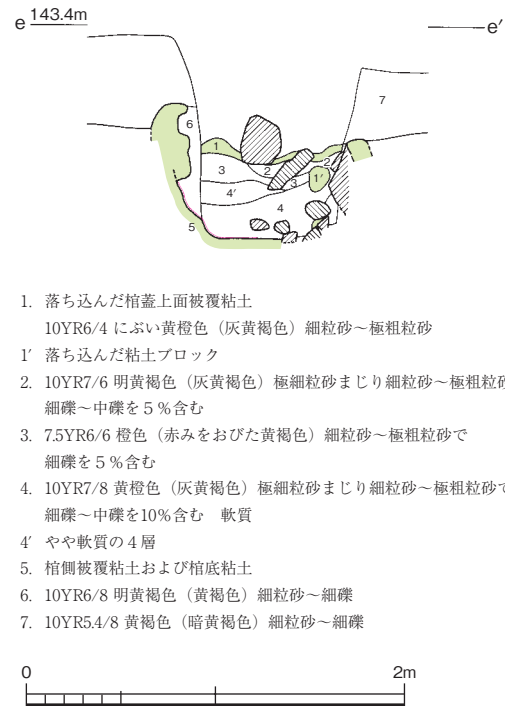 e 143.4m e′
7
6
1
2
2
3
3
1′
4′
4
5
1. 落ち込んだ棺蓋上面被覆粘土
10YR6/4 にぶい黄橙色（灰黄褐色）細粒砂～極粗粒砂
1′ 落ち込んだ粘土ブロック
2. 10YR7/6 明黄褐色（灰黄褐色）極細粒砂まじり細粒砂～極粗粒砂
細礫～中礫を５％含む
3. 7.5YR6/6 橙色（赤みをおびた黄褐色）細粒砂～極粗粒砂で
細礫を５％含む
4. 10YR7/8 黄橙色（灰黄褐色）極細粒砂まじり細粒砂～極粗粒砂で
細礫～中礫を10％含む　軟質
4′ やや軟質の４層
5. 棺側被覆粘土および棺底粘土
6. 10YR6/8 明黄褐色（黄褐色）細粒砂～細礫
7. 10YR5.4/8 黄褐色（暗黄褐色）細粒砂～細礫
0 2m